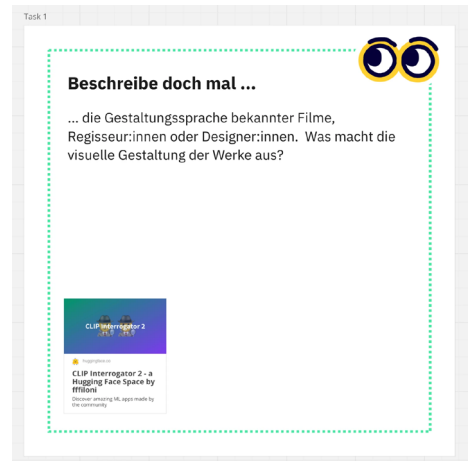 Task 1
Beschreibe doch mal ...
... die Gestaltungssprache bekannter Filme,
Regisseur:innen oder Designer:innen.  Was macht die
visuelle Gestaltung der Werke aus?
CLIP Interrogator 2
huggingface.co
CLIP Interrogator 2 - a
Hugging Face Space by
fffiloni
Discover amazing ML apps made by
the community